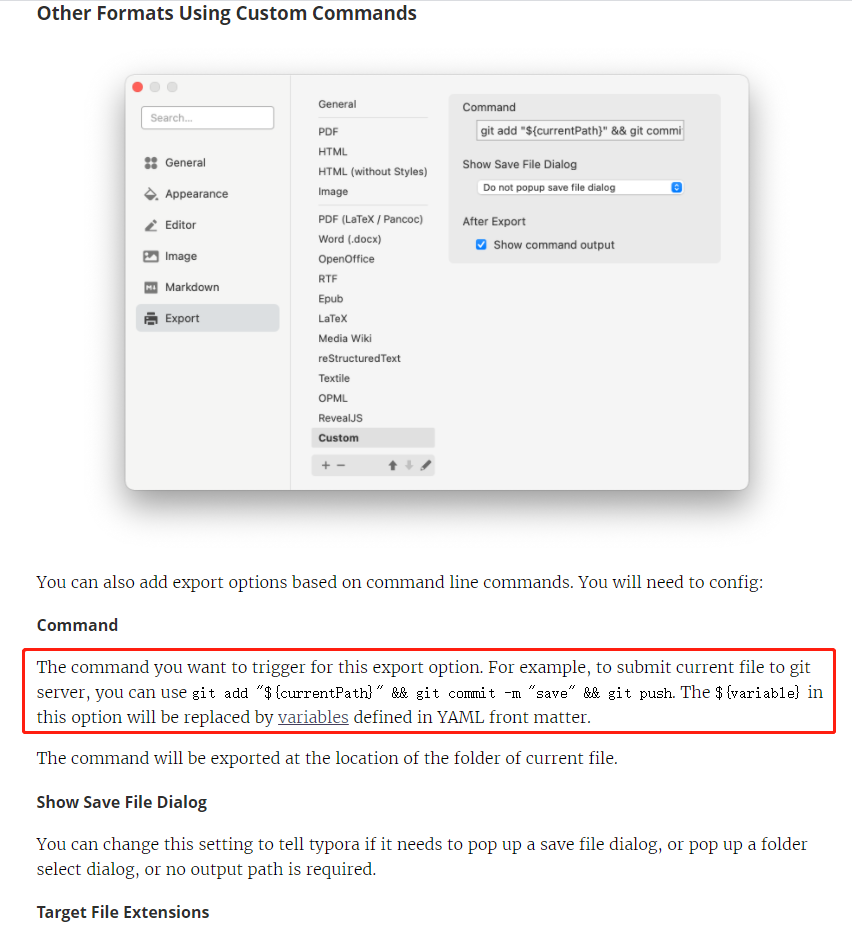 Other Formats Using Custom Commands
Search...
General
Appearance
Editor
Image
Markdown
Export
General
PDF
HTML
HTML (without Styles)
Image
PDF (LaTeX / Pancoc)
Word (.docx)
OpenOffice
RTF
Epub
LaTeX
Media Wiki
reStructuredText
Textile
OPML
RevealJS
Custom
Command
git add "${currentPath}" && git commi
Show Save File Dialog
Do not popup save file dialog
After Export
Show command output
You can also add export options based on command line commands. You will need to config:
Command
The command you want to trigger for this export option. For example, to submit current file to git
server, you can use git add "${currentPath}" && git commit -m "save" && git push. The ${variable} in
this option will be replaced by variables defined in YAML front matter.
The command will be exported at the location of the folder of current file.
Show Save File Dialog
You can change this setting to tell typora if it needs to pop up a save file dialog, or pop up a folder
select dialog, or no output path is required.
Target File Extensions